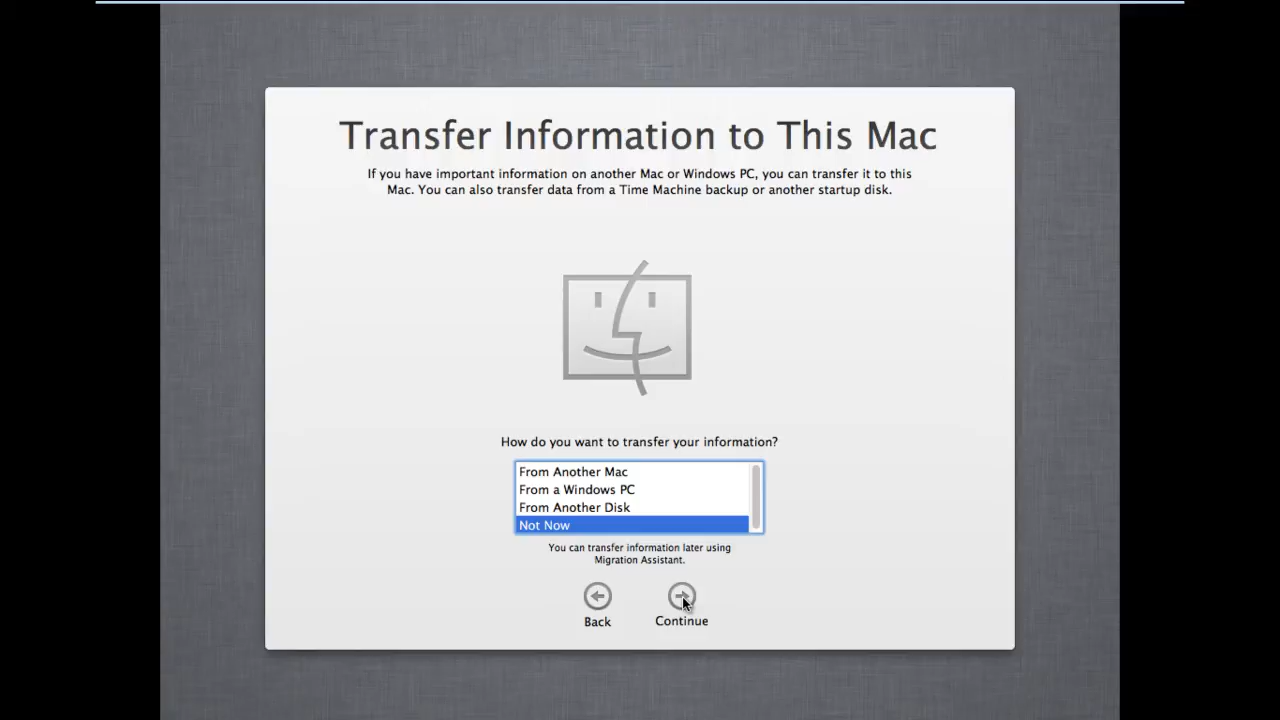 Transfer Information to This Mac
If you have important information on another Mac or Windows PC, you can transfer it to this
Mac. You can also transfer data from a Time Machine backup or another startup disk.
How do you want to transfer your information?
From Another Mac
From a Windows PC
From Another Disk
Not Now
You can transfer information later using
Migration Assistant.
Back
Continue